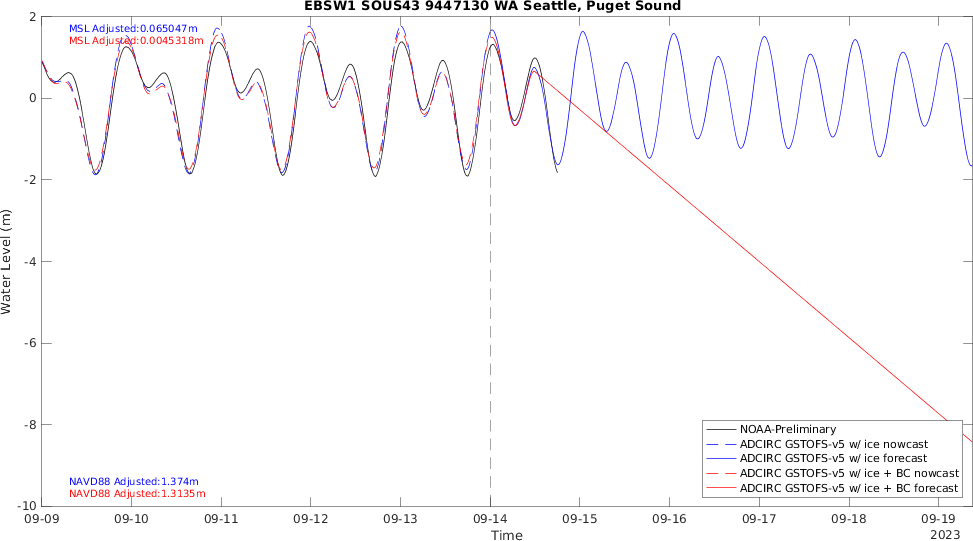 EBSW1 SOUS43 9447130 WA Seattle, Puget Sound
MSL Adjusted:0.065047m
MSL Adjusted:0.0045318m
2
0
-2
-4
-6
-8
-10
Water Level (m)
NOAA-Preliminary
ADCIRC GSTOFS-v5 w/ ice nowcast
ADCIRC GSTOFS-v5 w/ ice forecast
ADCIRC GSTOFS-v5 w/ ice + BC nowcast
ADCIRC GSTOFS-v5 w/ ice + BC forecast
NAVD88 Adjusted:1.374m
NAVD88 Adjusted:1.3135m
09-09 09-10 09-11 09-12 09-13 09-14 09-15 09-16 09-17 09-18 09-19
Time
2023